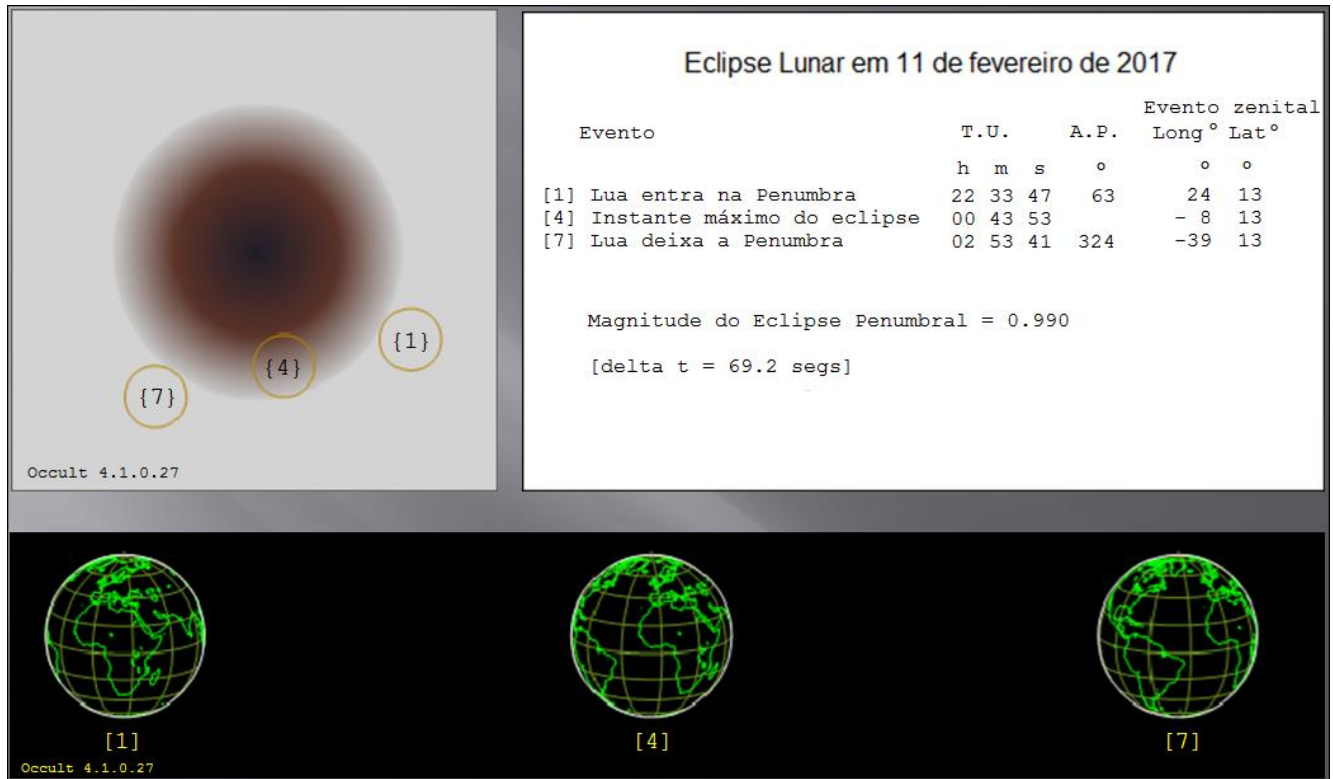 {1}
{4}
{7}
Occult 4.1.0.27
Eclipse Lunar em 11 de fevereiro de 2017
Evento zenital
Evento T.U. A.P. Long° Lat°
h m s ° ° °
[1] Lua entra na Penumbra 22 33 47 63 24 13
[4] Instante máximo do eclipse 00 43 53 - 8 13
[7] Lua deixa a Penumbra 02 53 41 324 -39 13
Magnitude do Eclipse Penumbral = 0.990
[delta t = 69.2 segs]
[1] [4] [7]
Occult 4.1.0.27